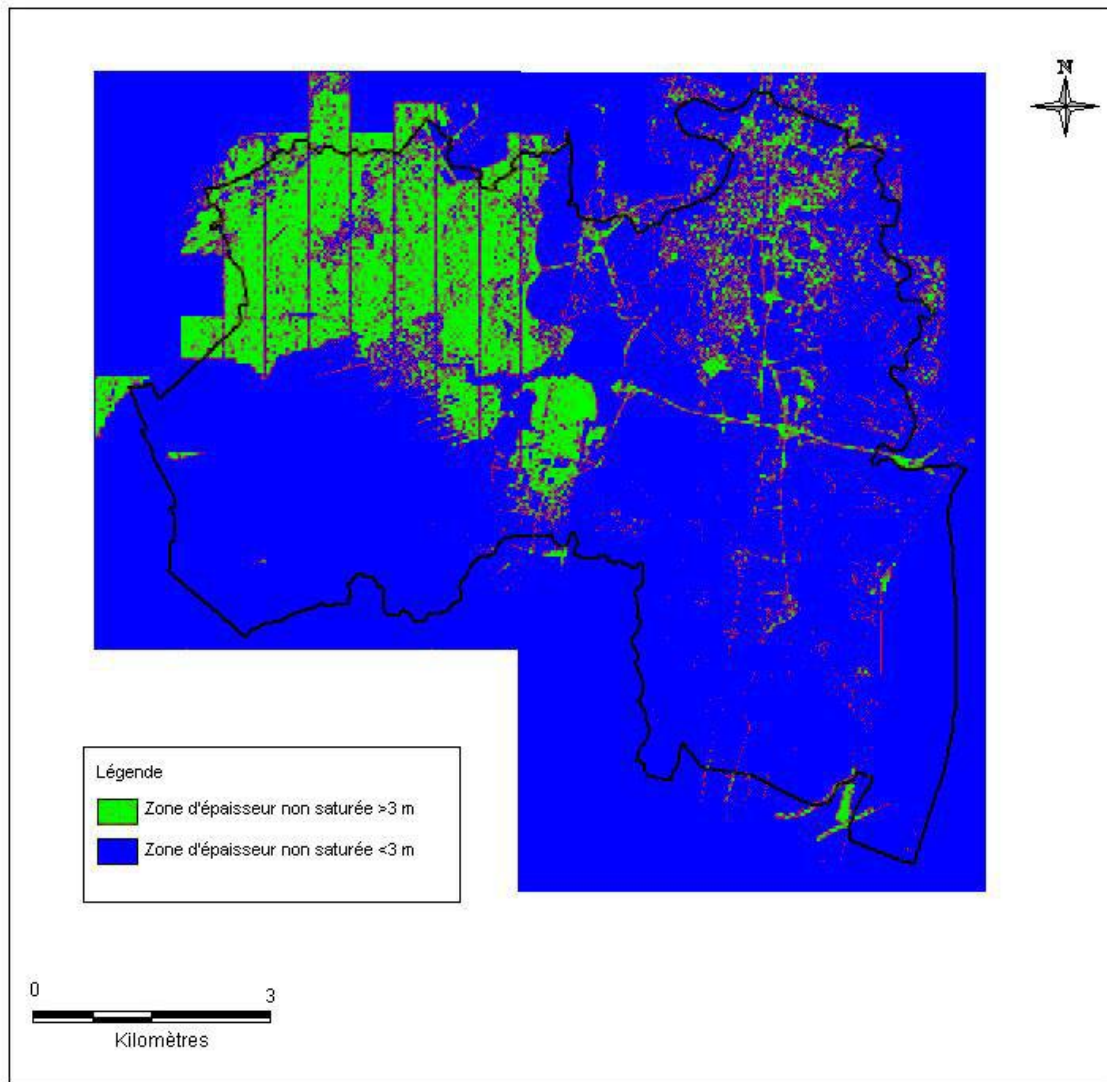 N
Légende
Zone d'épaisseur non saturée >3 m
Zone d'épaisseur non saturée <3 m
0 3
Kilomètres